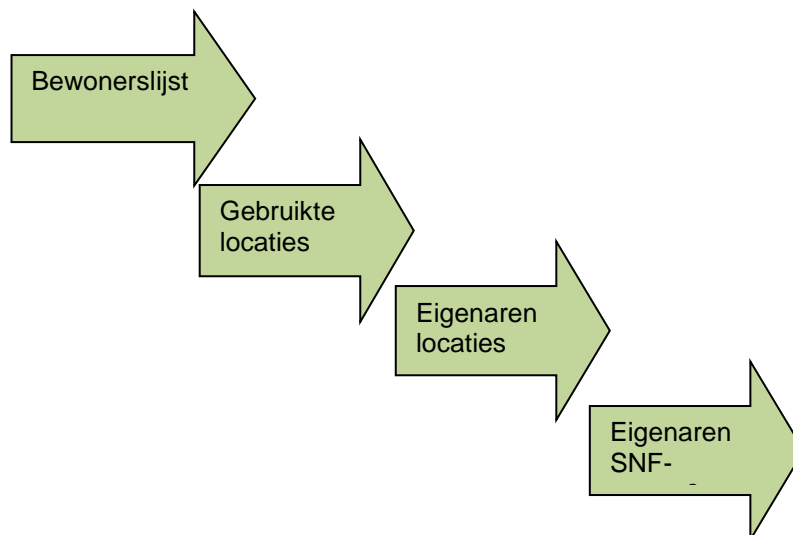 Bewonerslijst
Gebruikte
locaties
Eigenaren
locaties
Eigenaren
SNF-